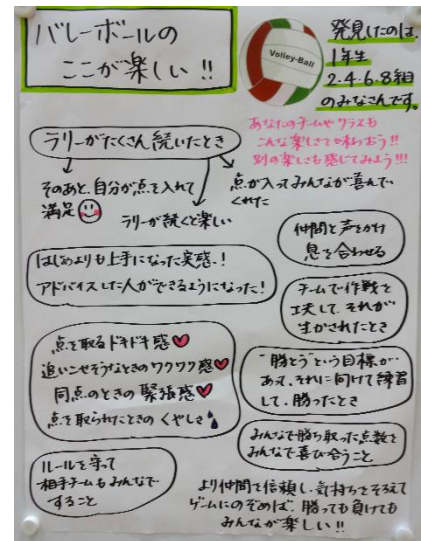 バレーボールの
ここが楽しい!!
Volley-Ball
発見したのは、
1年生
2・4・6・8組
のみなさんです。
あなたのチームやクラスも
こんな楽しさを味わおう!!
別の楽しさも感じてみよう!!!
ラリーがたくさん続いたとき
そのあと、自分が点を入れて
満足
ラリーが続くと楽しい
点が入ってみんなが喜んで
くれた
仲間と声をかけ
息を合わせる
はじめよりも上手になった実感!
アドバイスした人ができるようになった!
チームで作戦を
工夫して、それが
生かされたとき
点を取るドキドキ感
追いこせそうなときのワクワク感
同点のときの緊張感
点を取られたときのくやしさ
"勝とう"という目標が
あって、それに向けて練習
して、勝ったとき
みんなで勝ち取った点数を
みんなで喜び合うこと
ルールを守って
相手チームもみんなで
すること
より仲間を信頼し、気持ちをそろえて
ゲームにのぞめば、勝っても負けても
みんなが楽しい!!